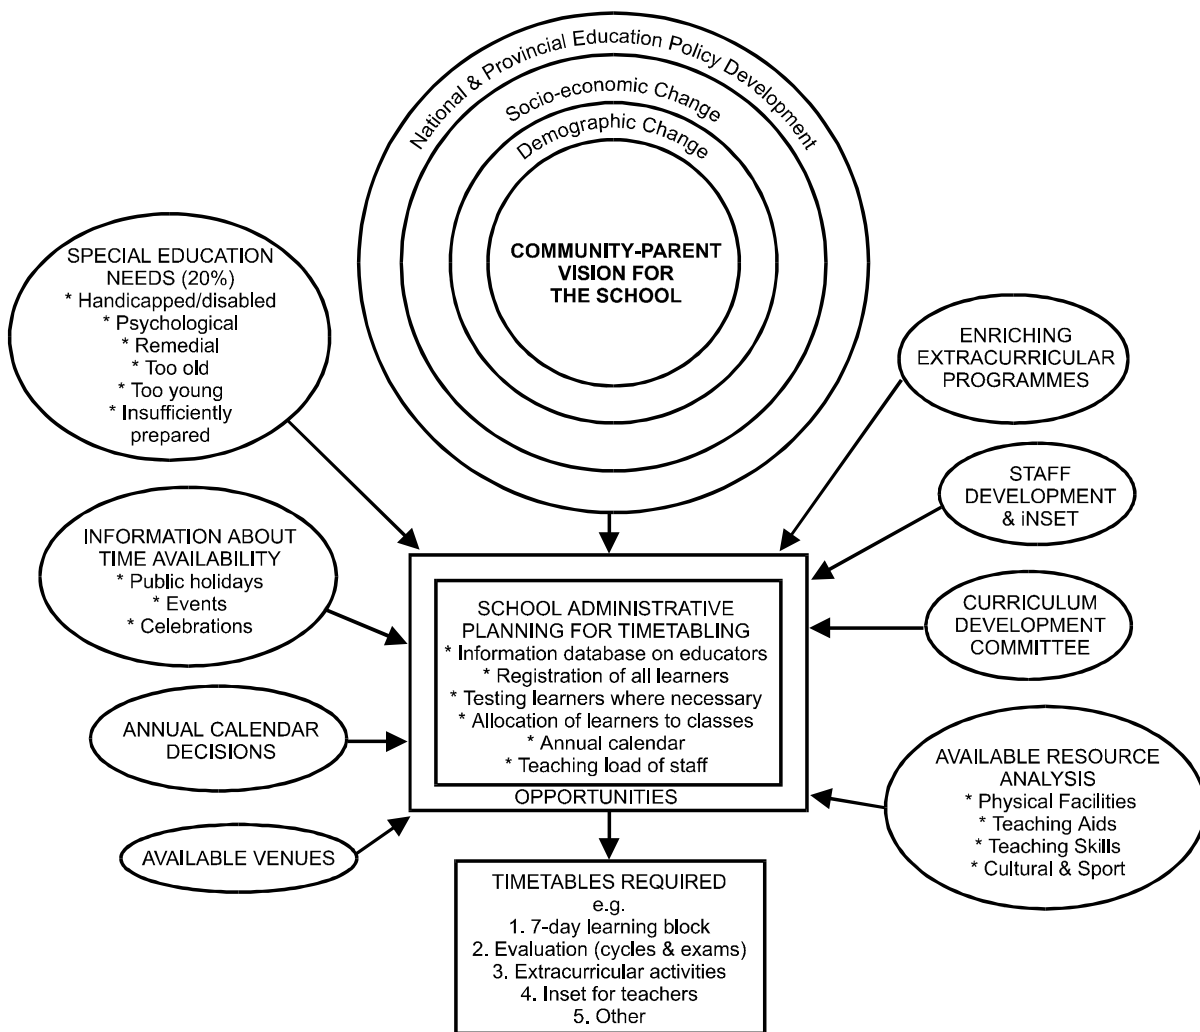 National & Provincial Education Policy Development
Socio-economic Change
Demographic Change
COMMUNITY-PARENT
VISION FOR
THE SCHOOL
SPECIAL EDUCATION
NEEDS (20%)
* Handicapped/disabled
* Psychological
* Remedial
* Too old
* Too young
* Insufficiently
prepared
INFORMATION ABOUT
TIME AVAILABILITY
* Public holidays
* Events
* Celebrations
ANNUAL CALENDAR
DECISIONS
AVAILABLE VENUES
ENRICHING
EXTRACURRICULAR
PROGRAMMES
STAFF
DEVELOPMENT
& iNSET
CURRICULUM
DEVELOPMENT
COMMITTEE
AVAILABLE RESOURCE
ANALYSIS
* Physical Facilities
* Teaching Aids
* Teaching Skills
* Cultural & Sport
SCHOOL ADMINISTRATIVE
PLANNING FOR TIMETABLING
* Information database on educators
* Registration of all learners
* Testing learners where necessary
* Allocation of learners to classes
* Annual calendar
* Teaching load of staff
OPPORTUNITIES
TIMETABLES REQUIRED
e.g.
1. 7-day learning block
2. Evaluation (cycles & exams)
3. Extracurricular activities
4. Inset for teachers
5. Other